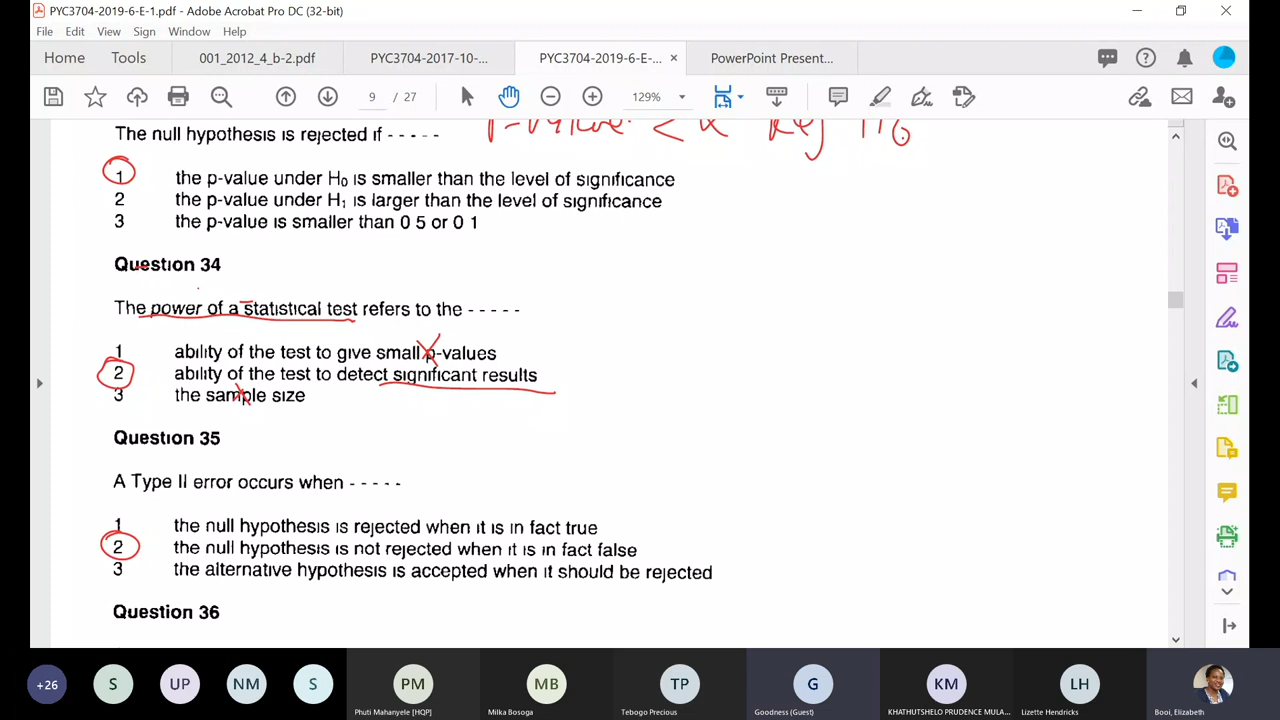 PYC3704-2019-6-E-1.pdf - Adobe Acrobat Pro DC (32-bit)
File Edit View Sign Window Help
Home Tools 001_2012_4_b-2.pdf PYC3704-2017-10-... PYC3704-2019-6-E-... × PowerPoint Present...
9 / 27 129%
The null hypothesis is rejected if - - - - - p-value < α Rej H0
1 the p-value under H0 is smaller than the level of significance
2 the p-value under H1 is larger than the level of significance
3 the p-value is smaller than 0 5 or 0 1
Question 34
The power of a statistical test refers to the - - - - -
1 ability of the test to give small p-values
2 ability of the test to detect significant results
3 the sample size
Question 35
A Type II error occurs when - - - - -
1 the null hypothesis is rejected when it is in fact true
2 the null hypothesis is not rejected when it is in fact false
3 the alternative hypothesis is accepted when it should be rejected
Question 36
+26 S UP NM S PM MB TP G KM LH
Phuti Mahanyele [HQP] Milka Bosoga Tebogo Precious Goodness (Guest) KHATHUTSHELO PRUDENCE MULA... Lizette Hendricks Booi, Elizabeth